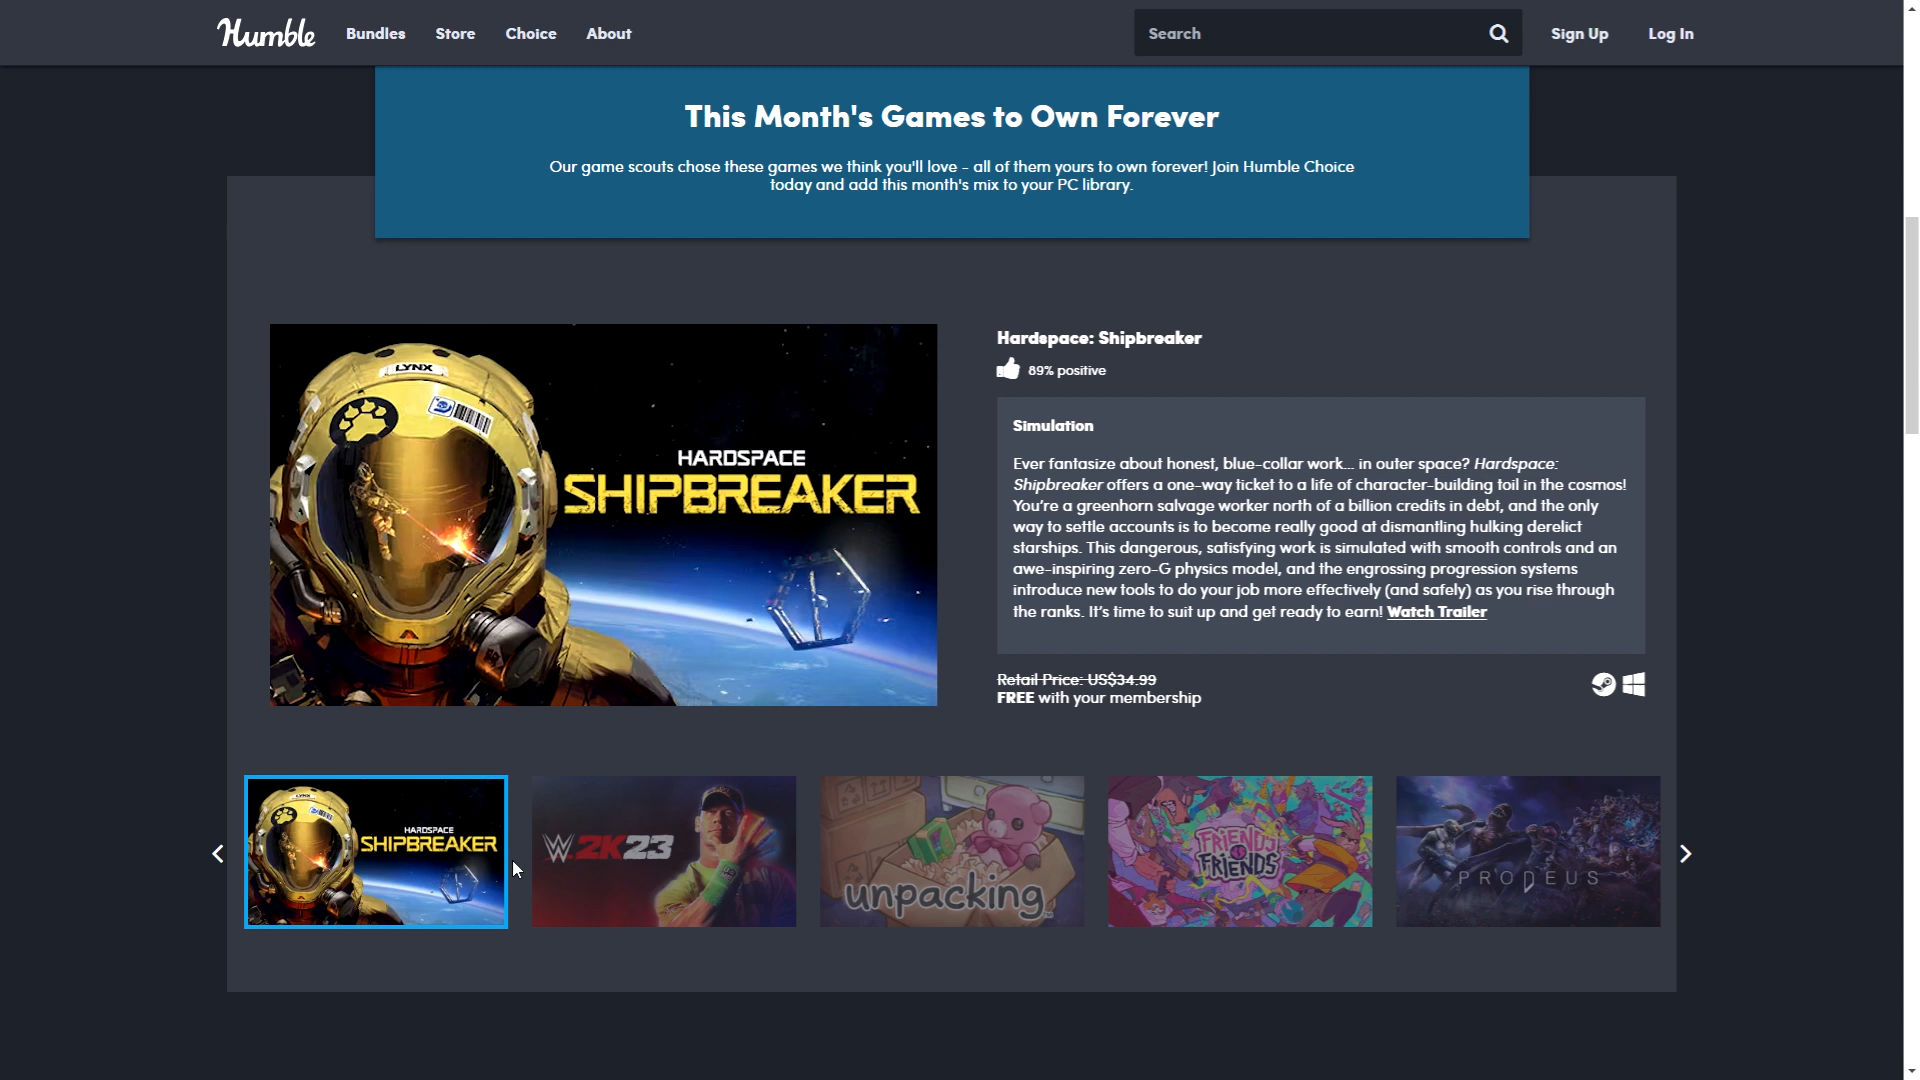 Humble
Bundles
Store
Choice
About
Search
Sign Up
Log In
This Month's Games to Own Forever
Our game scouts chose these games we think you'll love - all of them yours to own forever! Join Humble Choice
today and add this month's mix to your PC library.
LYNX
HARDSPACE
SHIPBREAKER
Hardspace: Shipbreaker
89% positive
Simulation
Ever fantasize about honest, blue-collar work... in outer space? Hardspace:
Shipbreaker offers a one-way ticket to a life of character-building toil in the cosmos!
You're a greenhorn salvage worker north of a billion credits in debt, and the only
way to settle accounts is to become really good at dismantling hulking derelict
starships. This dangerous, satisfying work is simulated with smooth controls and an
awe-inspiring zero-G physics model, and the engrossing progression systems
introduce new tools to do your job more effectively (and safely) as you rise through
the ranks. It's time to suit up and get ready to earn! Watch Trailer
Retail Price: US$34.99
FREE with your membership
LYNX
HARDSPACE
SHIPBREAKER
W 2K23
unpacking
FRIENDS
FRIENDS
PRODEUS